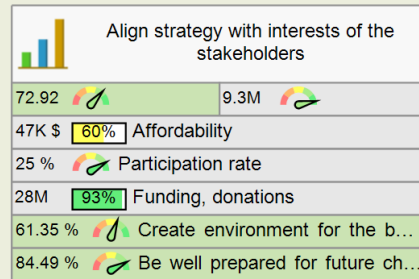 Align strategy with interests of the
stakeholders
72.92 9.3M
47K $ 60% Affordability
25 % Participation rate
28M 93% Funding, donations
61.35 % Create environment for the b...
84.49 % Be well prepared for future ch...